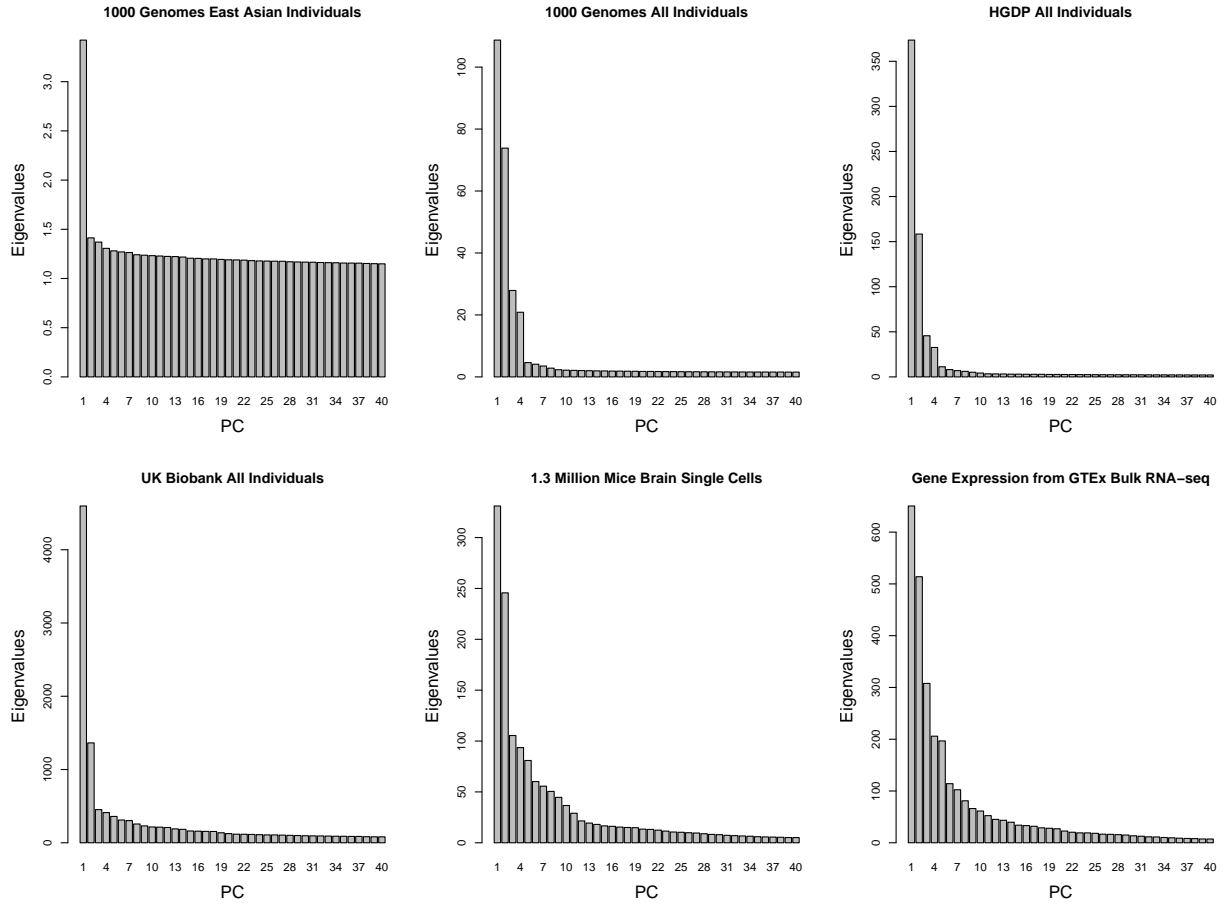 1000 Genomes East Asian Individuals
Eigenvalues
0.0 0.5 1.0 1.5 2.0 2.5 3.0
1 4 7 10 13 16 19 22 25 28 31 34 37 40
PC
1000 Genomes All Individuals
Eigenvalues
0 20 40 60 80 100
1 4 7 10 13 16 19 22 25 28 31 34 37 40
PC
HGDP All Individuals
Eigenvalues
0 50 100 150 200 250 300 350
1 4 7 10 13 16 19 22 25 28 31 34 37 40
PC
UK Biobank All Individuals
Eigenvalues
0 1000 2000 3000 4000
1 4 7 10 13 16 19 22 25 28 31 34 37 40
PC
1.3 Million Mice Brain Single Cells
Eigenvalues
0 50 100 150 200 250 300
1 4 7 10 13 16 19 22 25 28 31 34 37 40
PC
Gene Expression from GTEx Bulk RNA−seq
Eigenvalues
0 100 200 300 400 500 600
1 4 7 10 13 16 19 22 25 28 31 34 37 40
PC